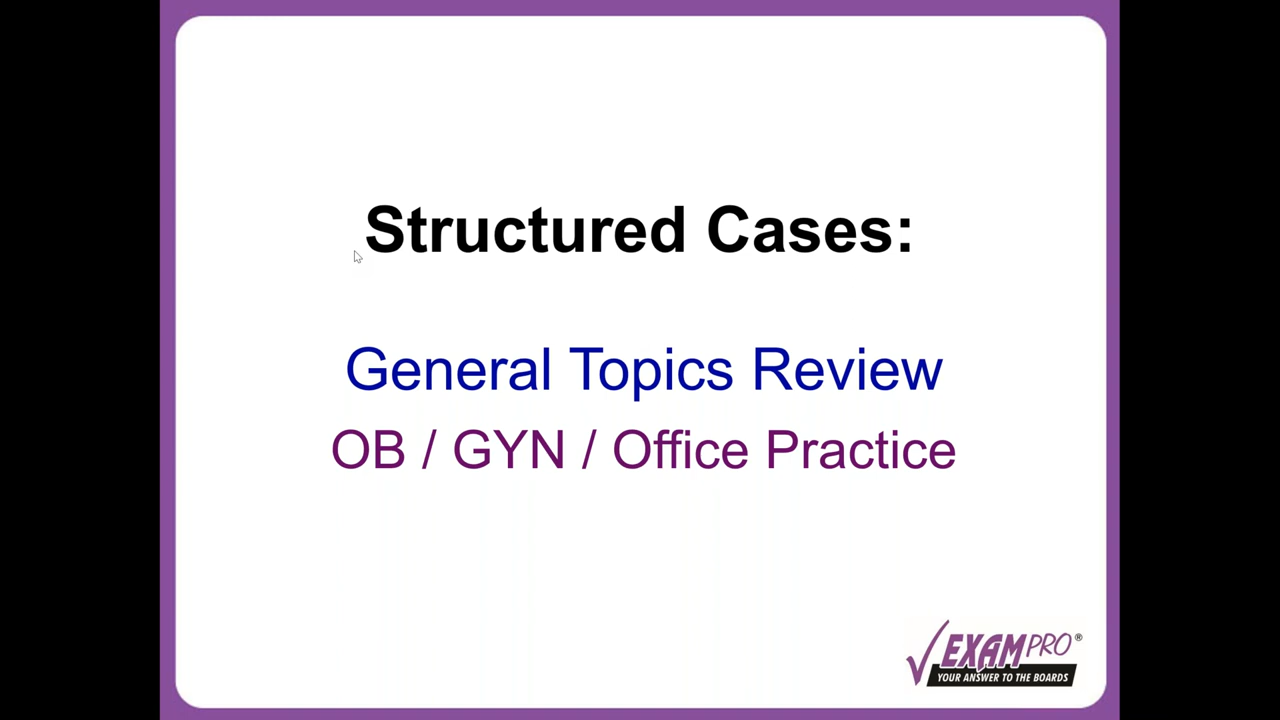 Structured Cases:
General Topics Review
OB / GYN / Office Practice
EXAMPRO®
YOUR ANSWER TO THE BOARDS